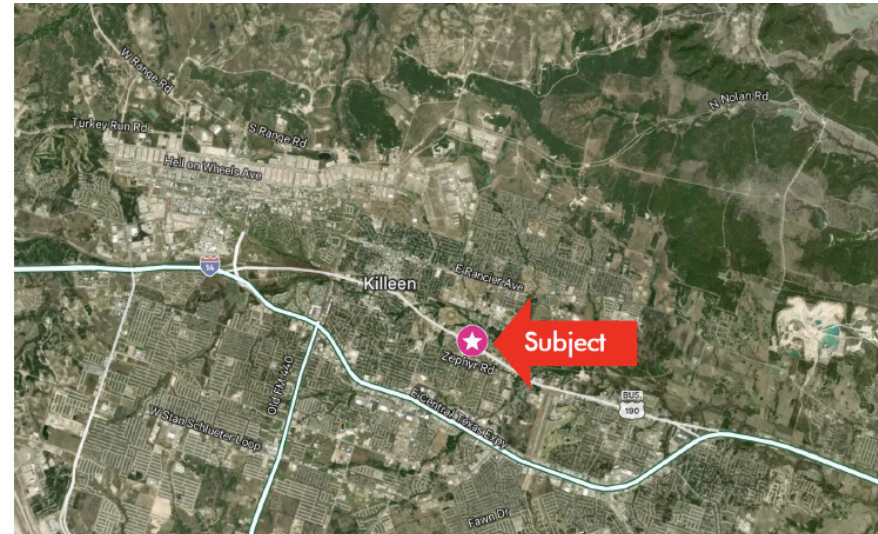 W Range Rd
N Nolan Rd
Turkey Run Rd
S Range Rd
Hell on Wheels Ave
14
Killeen
E Rancier Ave
Subject
Zephyr Rd
Old FM 440
BUS.
190
E Central Texas Expy
W Stan Schlueter Loop
Fawn Dr